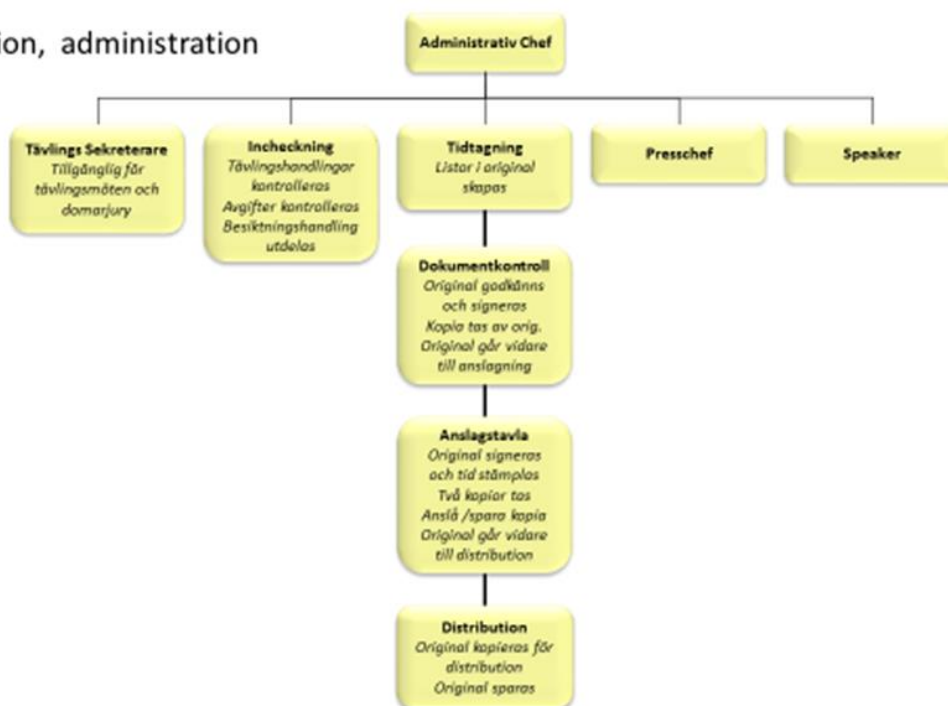 ion, administration
Administrativ Chef
Tävlings Sekreterare
Tillgänglig för
tävlingsmöten och
domarjury
Incheckning
Tävlingshandlingar
kontrolleras
Avgifter kontrolleras
Besiktningshandling
utdelas
Tidtagning
Listor i original
skapas
Dokumentkontroll
Original godkänns
och signeras
Kopia tas av orig.
Original går vidare
till anslagning
Anslagstavla
Original signeras
och tid stämplas
Två kopior tas
Anslå /spara kopia
Original går vidare
till distribution
Distribution
Original kopieras för
distribution
Original sparas
Presschef
Speaker